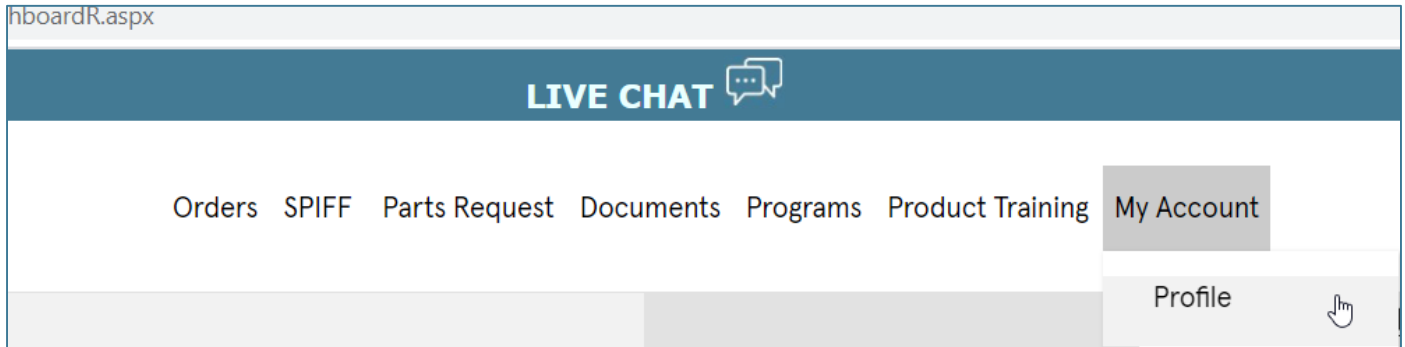 hboardR.aspx
LIVE CHAT
Orders SPIFF Parts Request Documents Programs Product Training My Account
Profile